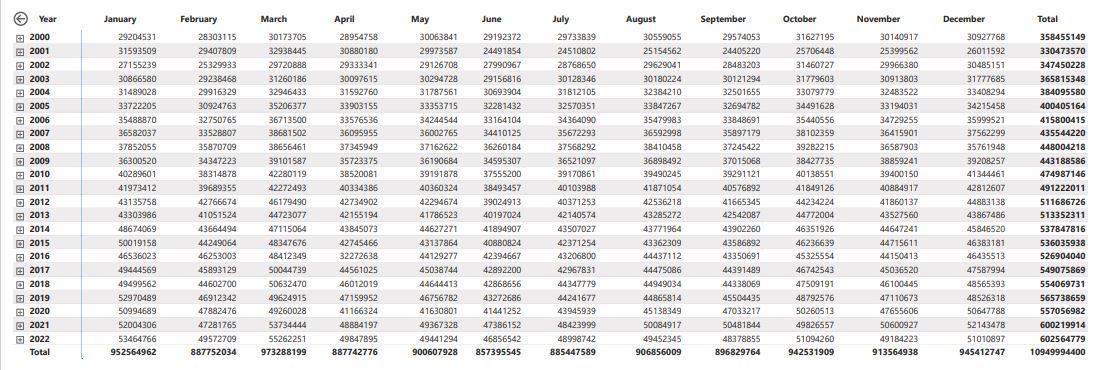 Year January February March April May June July August September October November December Total
2000 29204531 28303115 30173705 28954758 30063841 29192372 29733839 30559055 29574053 31627195 30140917 30927768 358455149
2001 31593509 29407809 32938445 30880180 29973587 24491854 24510802 25154562 24405220 25706448 25399562 26011592 330473570
2002 27155239 25329933 29720888 29333341 29126708 27990967 28768650 29629041 28483203 31460727 29966380 30485151 347450228
2003 30866580 29238468 31260186 30097615 30294728 29156816 30128346 30180224 30121294 31779603 30913803 31777685 365815348
2004 31489028 29916329 32946433 31592760 31787561 30693904 31812105 32384210 32501655 33079779 32483522 33408294 384095580
2005 33722205 30924763 35206377 33903155 33353715 32281432 32570351 33847267 32694782 34491628 33194031 34215458 400405164
2006 35488870 32750765 36713500 33576536 34244544 33164104 34364090 35479983 33848691 35440556 34729255 35999521 415800415
2007 36582037 33528807 38681502 36095955 36002765 34410125 35672293 36592998 35897179 38102359 36415901 37562299 435544220
2008 37852055 35870709 38656461 37345949 37162622 36260184 37568292 38410458 37245422 39282215 36587903 35761948 448004218
2009 36300520 34347223 39101587 35723375 36190684 34595307 36521097 36898492 37015068 38427735 38859241 39208257 443188586
2010 40289601 38314878 42280119 38520081 39191878 37555200 39170861 39490245 39291121 40138551 39400150 41344461 474987146
2011 41973412 39689355 42272493 40334386 40360324 38493457 40103988 41871054 40576892 41849126 40884917 42812607 491222011
2012 43135758 42766674 46179490 42734902 42294674 39024913 40371253 42536218 41665345 44234224 41860137 44883138 511686726
2013 43303986 41051524 44723077 42155194 41786523 40197024 42140574 43285272 42542087 44772004 43527560 43867486 513352311
2014 48674069 43664494 47115064 43845073 44627271 41894907 43507027 43771964 43902260 46351926 44647241 45846520 537847816
2015 50019158 44249064 48347676 42745466 43137864 40880824 42371254 43362309 43586892 46236639 44715611 46383181 536035938
2016 46536023 46253003 48412349 32272638 44129277 42394667 43206800 44437112 43350691 45325554 44150413 46435513 526904040
2017 49444569 45893129 50044739 44561025 45038744 42892200 42967831 44475086 44391489 46742543 45036520 47587994 549075869
2018 49499562 44602700 50632470 46012019 44644413 42868656 44347779 44949034 44338069 47509191 46100445 48565393 554069731
2019 52970489 46912342 49624915 47159952 46756782 43272686 44241677 44865814 45504435 48792576 47110673 48526318 565738659
2020 50994689 47882476 49260028 41166324 41630801 41441252 43945939 45138349 47033217 50260513 47655606 50647788 557056982
2021 52004306 47281765 53734444 48884197 49367328 47386152 48423999 50084917 50481844 49826557 50600927 52143478 600219914
2022 53464766 49572709 55262251 49847895 49441294 46856542 48998742 49452345 48378855 51094260 49184223 51010897 602564779
Total 952564962 887752034 973288199 887742776 900607928 857395545 885447589 906856009 896829764 942531909 913564938 945412747 10949994400